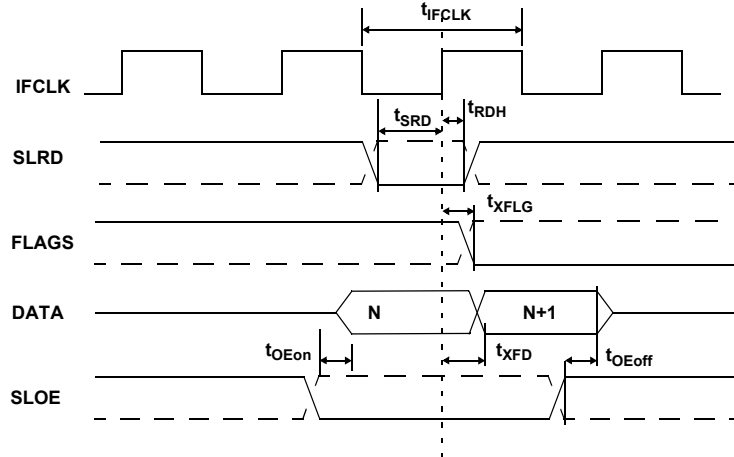 tIFCLK
IFCLK
tSRD
tRDH
SLRD
tXFLG
FLAGS
DATA
N
N+1
tOEon
tXFD
tOEoff
SLOE